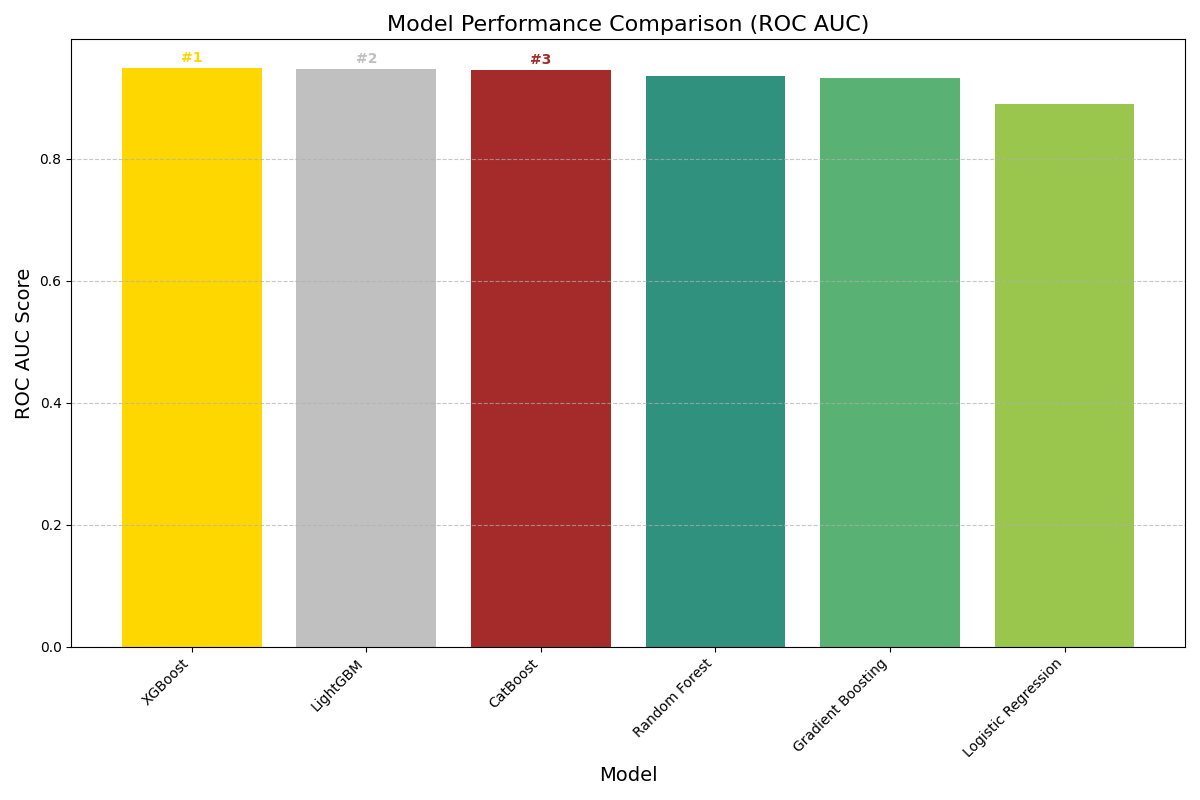 Model Performance Comparison (ROC AUC)
#1
#2
#3
0.8
0.6
0.4
0.2
0.0
ROC AUC Score
XGBoost
LightGBM
CatBoost
Random Forest
Gradient Boosting
Logistic Regression
Model